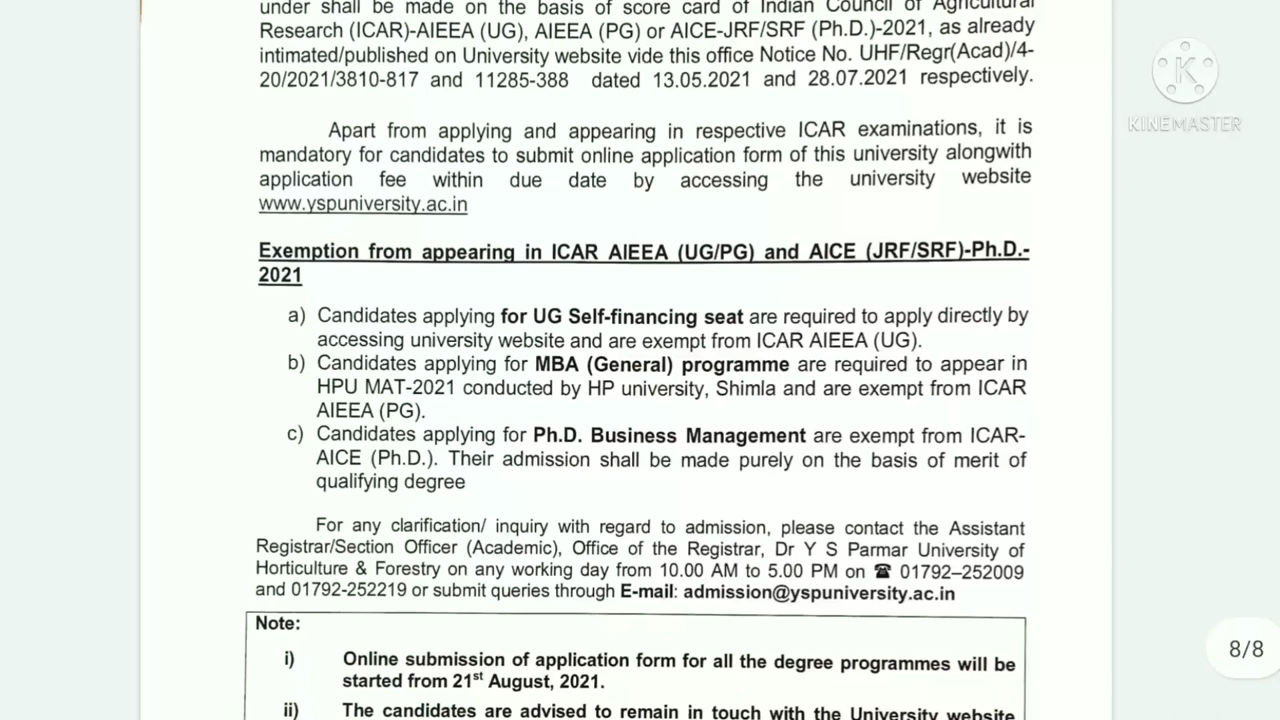 under shall be made on the basis of score card of Indian Council of Agricultural
Research (ICAR)-AIEEA (UG), AIEEA (PG) or AICE-JRF/SRF (Ph.D.)-2021, as already
intimated/published on University website vide this office Notice No. UHF/Regr(Acad)/4-
20/2021/3810-817 and 11285-388 dated 13.05.2021 and 28.07.2021 respectively.
KINEMASTER
Apart from applying and appearing in respective ICAR examinations, it is
mandatory for candidates to submit online application form of this university alongwith
application fee within due date by accessing the university website
www.yspuniversity.ac.in
Exemption from appearing in ICAR AIEEA (UG/PG) and AICE (JRF/SRF)-Ph.D.-
2021
a) Candidates applying for UG Self-financing seat are required to apply directly by
accessing university website and are exempt from ICAR AIEEA (UG).
b) Candidates applying for MBA (General) programme are required to appear in
HPU MAT-2021 conducted by HP university, Shimla and are exempt from ICAR
AIEEA (PG).
c) Candidates applying for Ph.D. Business Management are exempt from ICAR-
AICE (Ph.D.). Their admission shall be made purely on the basis of merit of
qualifying degree
For any clarification/ inquiry with regard to admission, please contact the Assistant
Registrar/Section Officer (Academic), Office of the Registrar, Dr Y S Parmar University of
Horticulture & Forestry on any working day from 10.00 AM to 5.00 PM on ☎ 01792–252009
and 01792-252219 or submit queries through E-mail: admission@yspuniversity.ac.in
Note:
8/8
i) Online submission of application form for all the degree programmes will be
started from 21st August, 2021.
ii) The candidates are advised to remain in touch with the University website